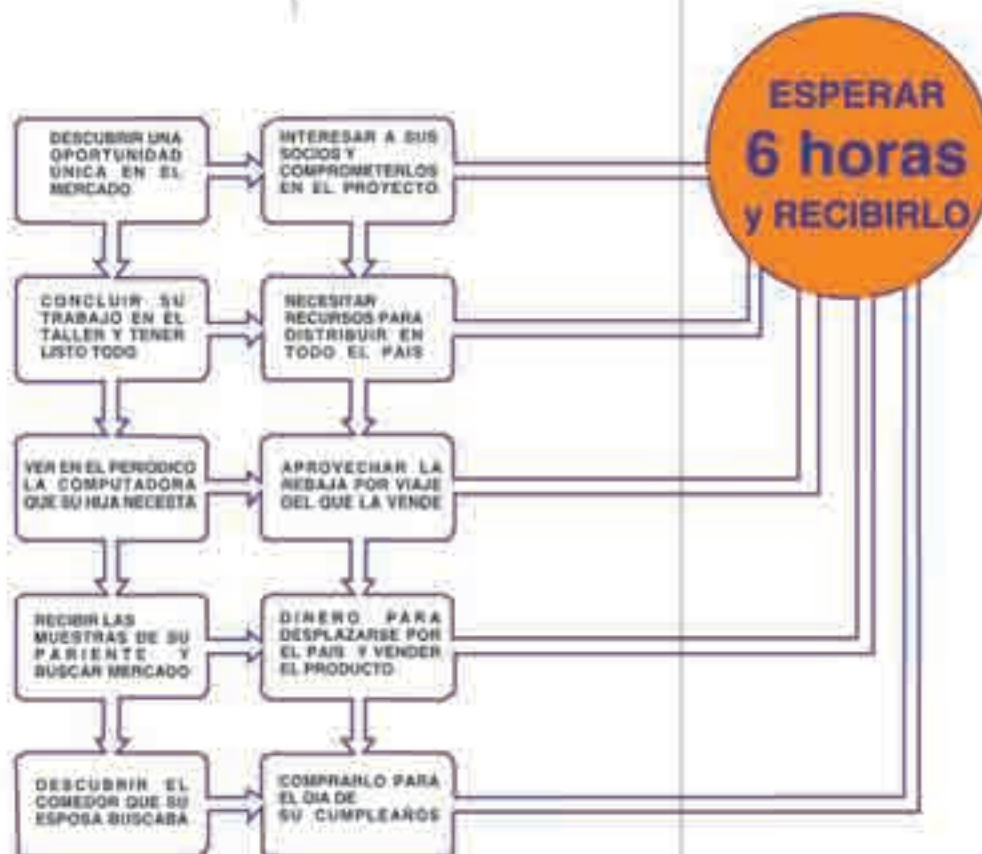 ESPERAR
6 horas
y RECIBIRLO
DESCUBRIR UNA
OPORTUNIDAD
ÚNICA EN EL
MERCADO
INTERESAR A SUS
SOCIOS Y
COMPROMETERLOS
EN EL PROYECTO
CONCLUIR SU
TRABAJO EN EL
TALLER Y TENER
LISTO TODO
NECESITAR
RECURSOS PARA
DISTRIBUIR EN
TODO EL PAIS
VER EN EL PERIÓDICO
LA COMPUTADORA
QUE SU HIJA NECESTA
APROVECHAR LA
REBAJA POR VIAJE
DEL QUE LA VENDE
RECIBIR LAS
MUESTRAS DE SU
PARIENTE Y
BUSCAR MERCADO
DINERO PARA
DESPLAZARSE POR
EL PAIS Y VENDER
EL PRODUCTO
DESCUBRIR EL
COMEDOR QUE SU
ESPOSA BUSCABA
COMPRARLO PARA
EL DIA DE
SU CUMPLEAÑOS